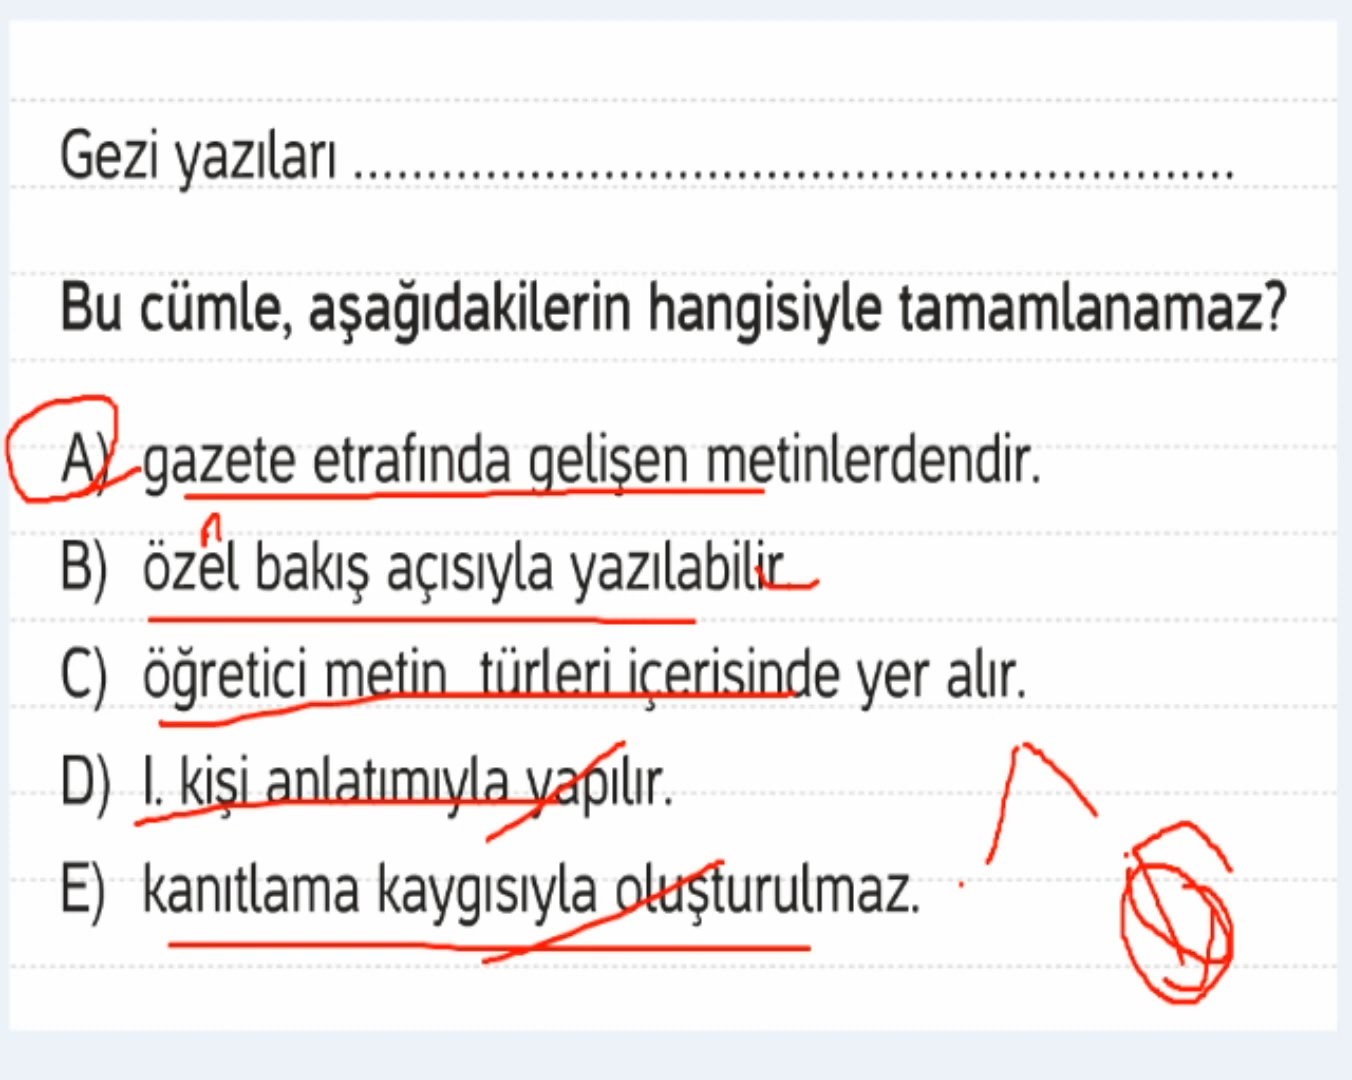 Gezi yazıları ............................................................
Bu cümle, aşağıdakilerin hangisiyle tamamlanamaz?
A) gazete etrafında gelişen metinlerdendir.
B) özel bakış açısıyla yazılabilir
C) öğretici metin türleri içerisinde yer alır.
D) I. kişi anlatımıyla yapılır.
E) kanıtlama kaygısıyla oluşturulmaz.